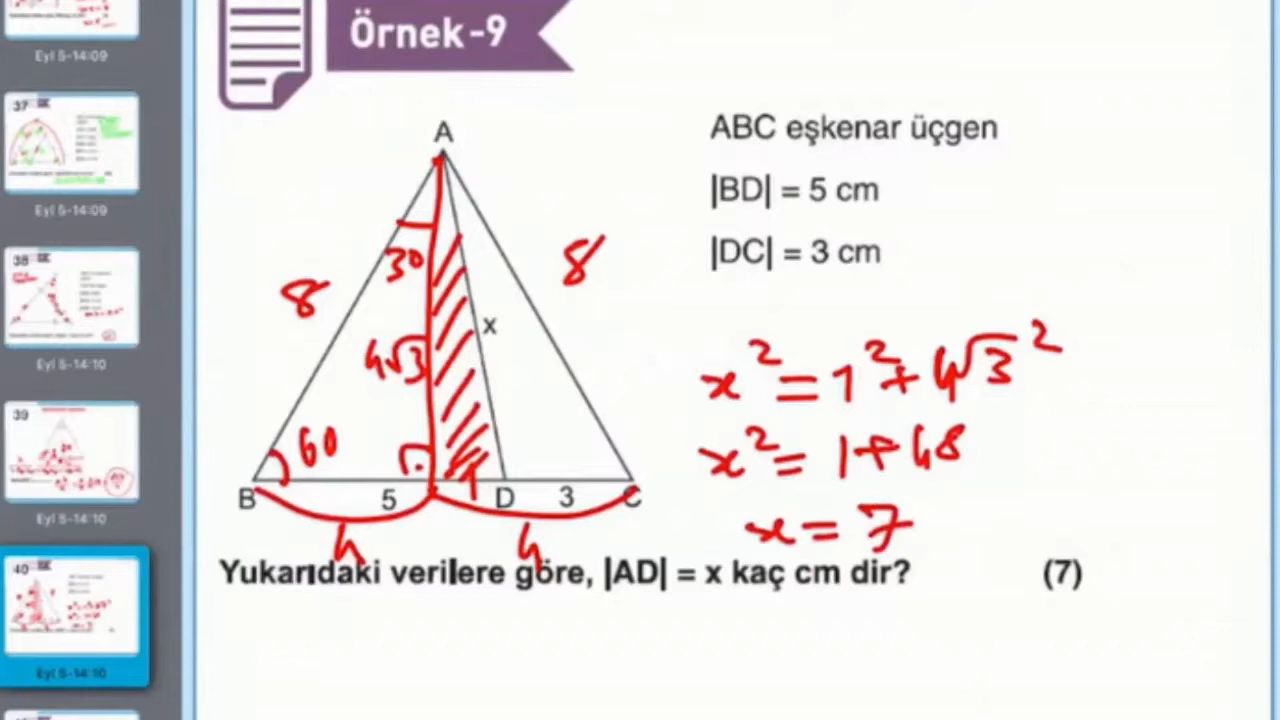 Eyl 5-14:09
37
Eyl 5-14:09
38
Eyl 5-14:10
39
Eyl 5-14:10
40
Eyl 5-14:10
Örnek-9
A
ABC eşkenar üçgen
|BD| = 5 cm
|DC| = 3 cm
30
8
8
x
4√3
60
x² = 1² + 4√3²
x² = 1 + 48
x = 7
B
5
1
D
3
C
4
4
Yukarıdaki verilere göre, |AD| = x kaç cm dir?
(7)